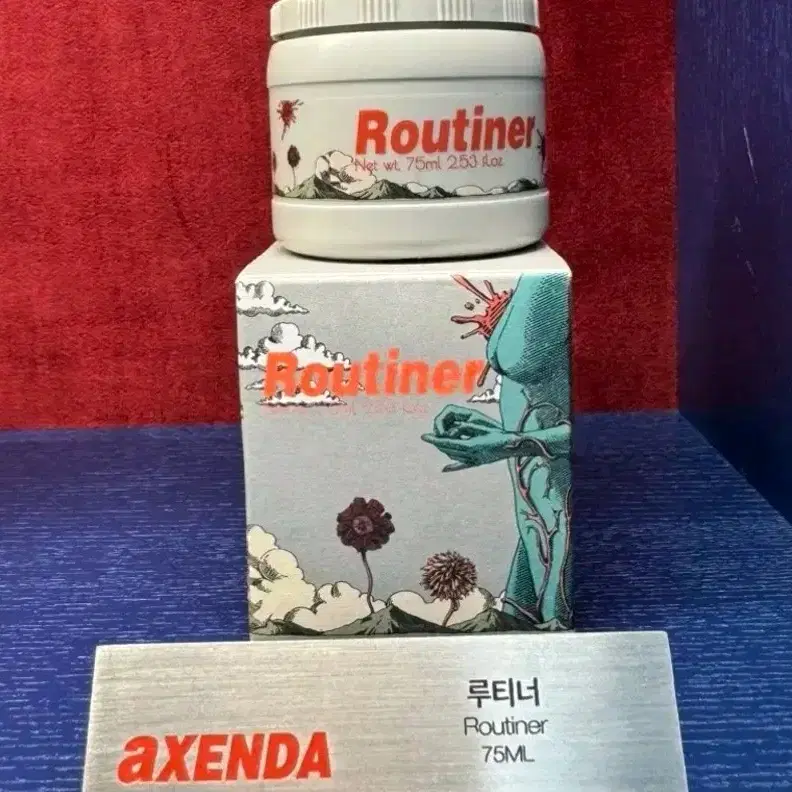 Routiner
Net wt. 75ml 2.53 fl.oz
Routiner
aXENDA
루티너
Routiner
75ML